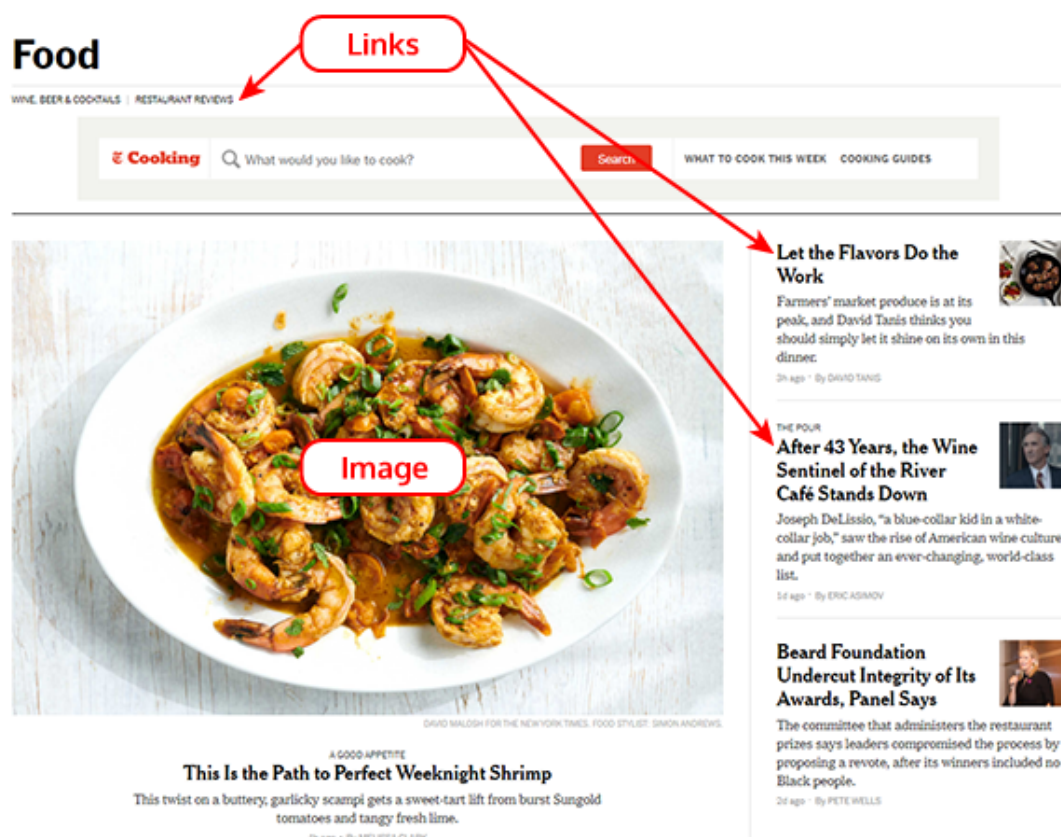 Links
Food
WINE, BEER & COCKTAILS | RESTAURANT REVIEWS
Cooking
What would you like to cook?
Search
WHAT TO COOK THIS WEEK COOKING GUIDES
Image
DAVID MALOSH FOR THE NEW YORK TIMES. FOOD STYLIST: SIMON ANDREWS.
A GOOD APPETITE
This Is the Path to Perfect Weeknight Shrimp
This twist on a buttery, garlicky scampi gets a sweet-tart lift from burst Sungold
tomatoes and tangy fresh lime.
By MELISSA CLARK
Let the Flavors Do the
Work
Farmers' market produce is at its
peak, and David Tanis thinks you
should simply let it shine on its own in this
dinner.
3h ago · By DAVID TANIS
THE POUR
After 43 Years, the Wine
Sentinel of the River
Café Stands Down
Joseph DeLissio, “a blue-collar kid in a white-
collar job,” saw the rise of American wine culture
and put together an ever-changing, world-class
list.
1d ago · By ERIC ASIMOV
Beard Foundation
Undercut Integrity of Its
Awards, Panel Says
The committee that administers the restaurant
prizes says leaders compromised the process by
proposing a revote, after its winners included no
Black people.
2d ago · By PETE WELLS